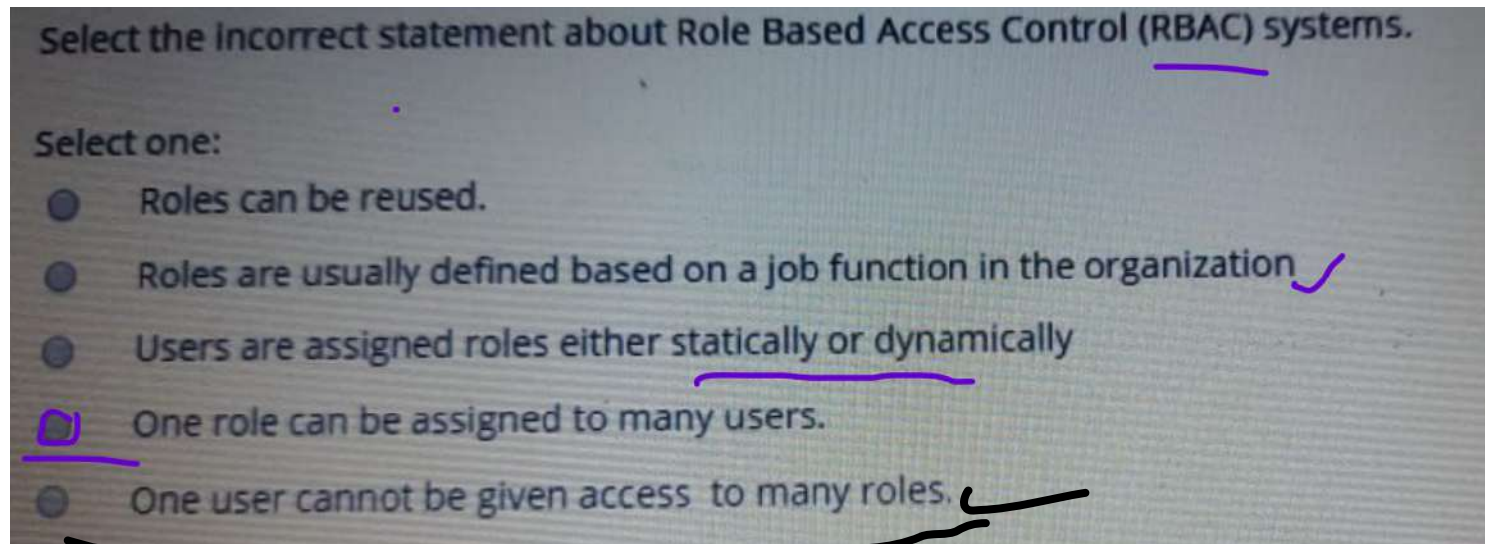 Select the incorrect statement about Role Based Access Control (RBAC) systems.
Select one:
Roles can be reused.
Roles are usually defined based on a job function in the organization
Users are assigned roles either statically or dynamically
One role can be assigned to many users.
One user cannot be given access to many roles.